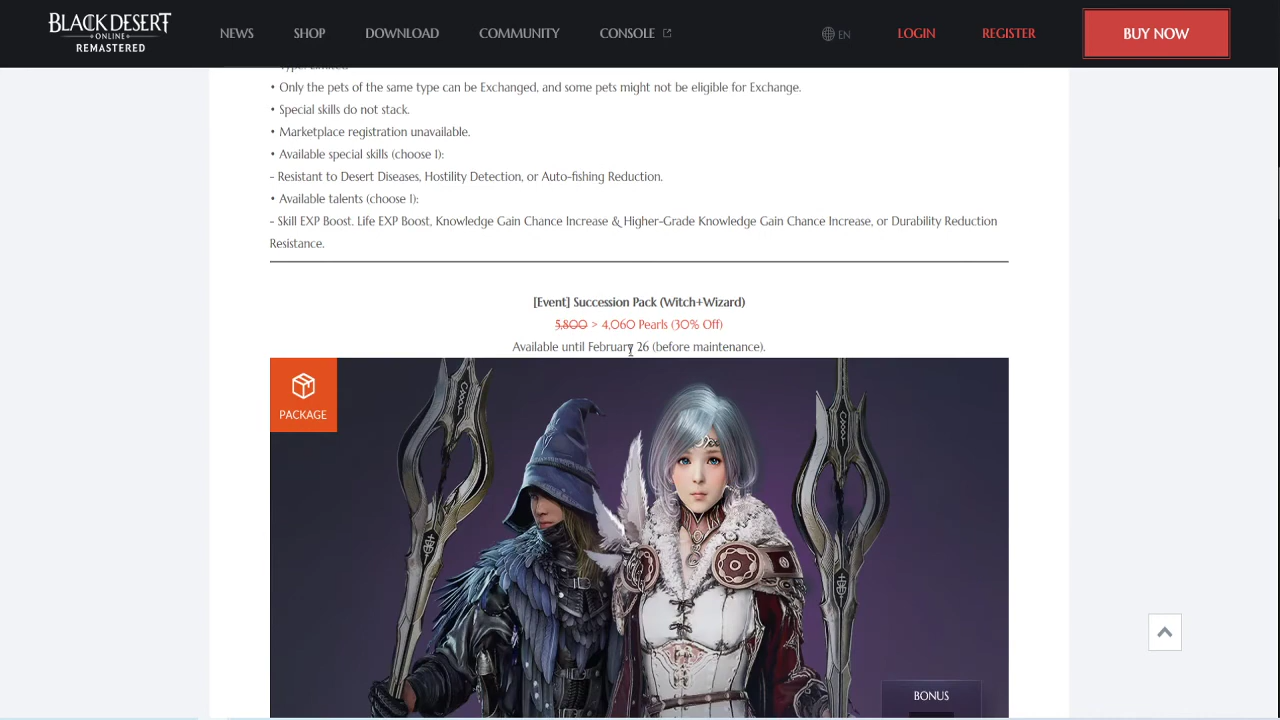 BLACK DESERT
ONLINE
REMASTERED
NEWS SHOP DOWNLOAD COMMUNITY CONSOLE EN LOGIN REGISTER BUY NOW
• Only the pets of the same type can be Exchanged, and some pets might not be eligible for Exchange.
• Special skills do not stack.
• Marketplace registration unavailable.
• Available special skills (choose 1):
- Resistant to Desert Diseases, Hostility Detection, or Auto-fishing Reduction.
• Available talents (choose 1):
- Skill EXP Boost. Life EXP Boost, Knowledge Gain Chance Increase & Higher-Grade Knowledge Gain Chance Increase, or Durability Reduction
Resistance.
[Event] Succession Pack (Witch+Wizard)
5,800 > 4,060 Pearls (30% Off)
Available until February 26 (before maintenance).
PACKAGE
BONUS